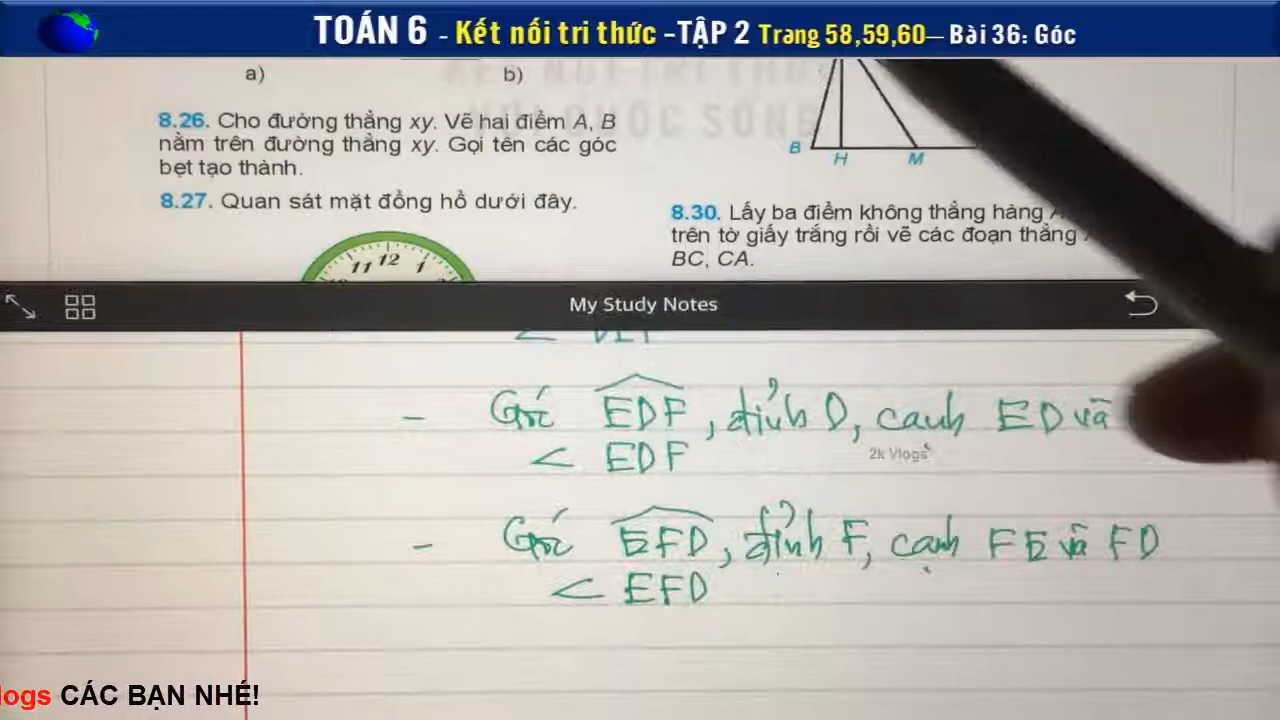 TOÁN 6 - Kết nối tri thức -TẬP 2 Trang 58,59,60– Bài 36: Góc
a) b)
8.26. Cho đường thẳng xy. Vẽ hai điểm A, B
nằm trên đường thẳng xy. Gọi tên các góc
bẹt tạo thành.
8.27. Quan sát mặt đồng hồ dưới đây.
11 12 1
B H M
8.30. Lấy ba điểm không thẳng hàng
trên tờ giấy trắng rồi vẽ các đoạn thẳng
BC, CA.
My Study Notes
- Góc EDF, đỉnh D, cạnh ED và
< EDF
2k Vlogs
- Góc EFD, đỉnh F, cạnh FE và FD
< EFD
logs CÁC BẠN NHÉ!